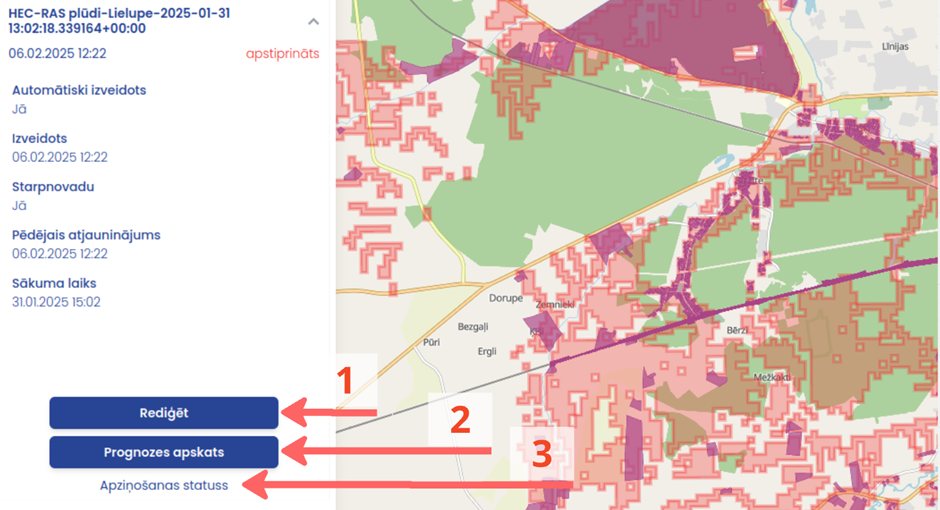 HEC-RAS plūdi-Lielupe-2025-01-31
13:02:18.339164+00:00
06.02.2025 12:22
apstiprināts
Automātiski izveidots
Jā
Izveidots
06.02.2025 12:22
Starpnovadu
Jā
Pēdējais atjauninājums
06.02.2025 12:22
Sākuma laiks
31.01.2025 15:02
Rediģēt
Prognozes apskats
Apziņošanas statuss
1
2
3
Līnijas
Dorupe
Zemnieki
Bezgaļi
Pūri
Ergli
Bērzi
Mežkakti